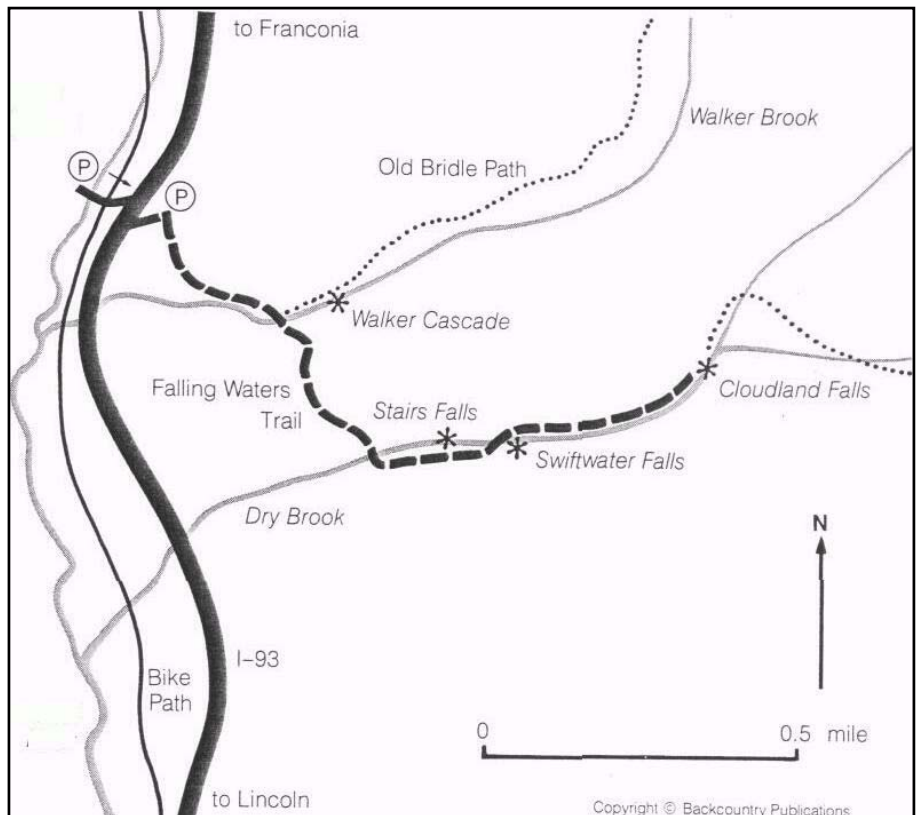 to Franconia
Walker Brook
Old Bridle Path
P
P
Walker Cascade
Falling Waters
Trail
Stairs Falls
Cloudland Falls
Swiftwater Falls
Dry Brook
N
I-93
Bike
Path
0
0.5 mile
to Lincoln
Copyright © Backcountry Publications